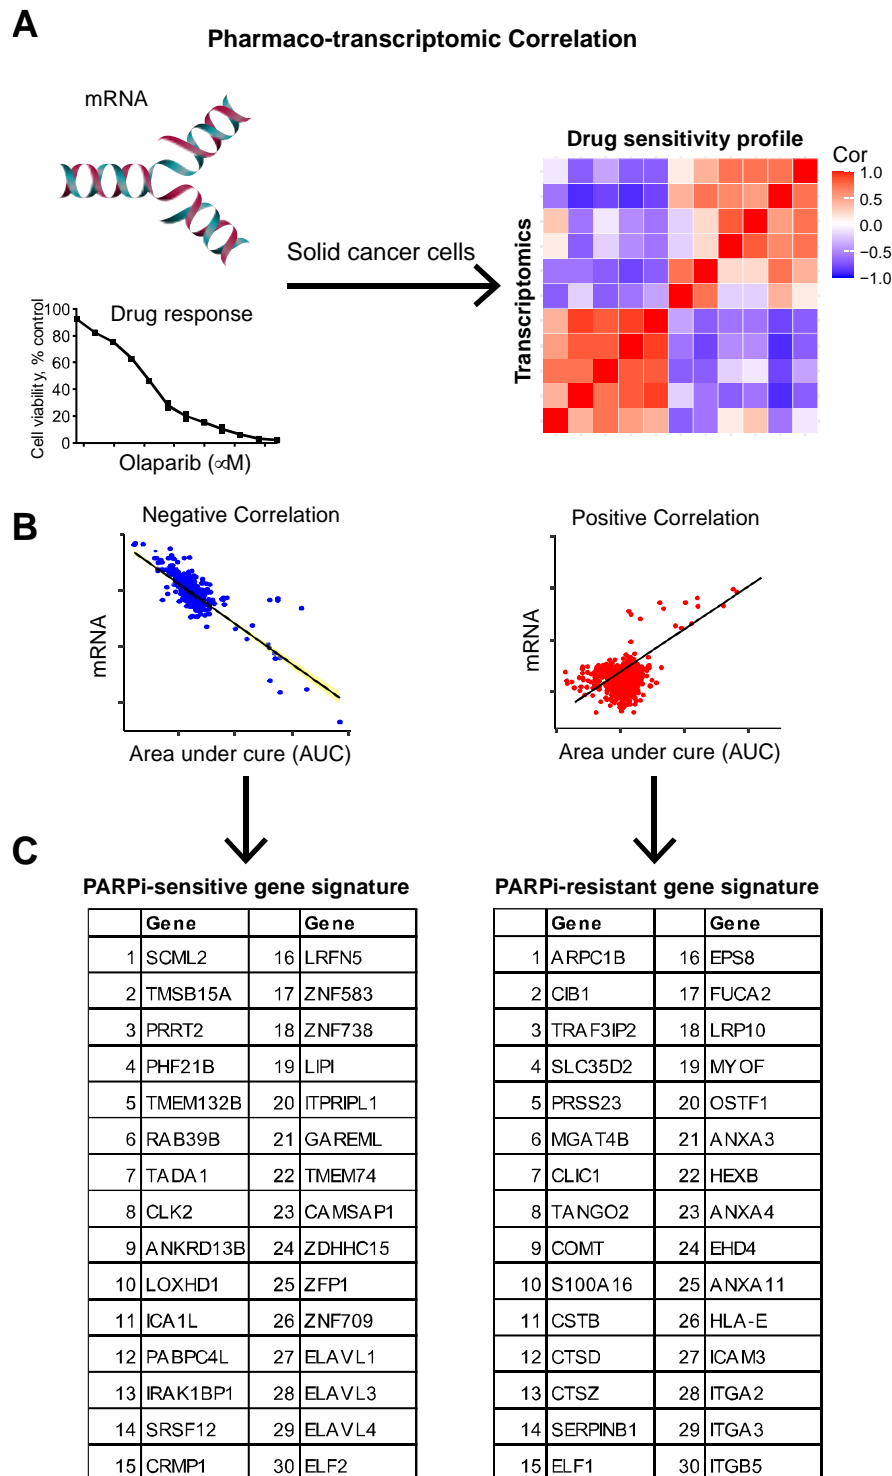 A
Pharmaco-transcriptomic Correlation
mRNA
Drug sensitivity profile
Cor
1.0
0.5
0.0
−0.5
−1.0
Transcriptomics
Solid cancer cells
Drug response
Cell viability, % control
100
80
60
40
20
0
Olaparib (∝M)
B
Negative Correlation
mRNA
Area under cure (AUC)
Positive Correlation
mRNA
Area under cure (AUC)
C
PARPi-sensitive gene signature
Gene Gene
1 SCML2 16 LRFN5
2 TMSB15A 17 ZNF583
3 PRRT2 18 ZNF738
4 PHF21B 19 LIPI
5 TMEM132B 20 ITPRIPL1
6 RAB39B 21 GAREML
7 TADA1 22 TMEM74
8 CLK2 23 CAMSAP1
9 ANKRD13B 24 ZDHHC15
10 LOXHD1 25 ZFP1
11 ICA1L 26 ZNF709
12 PABPC4L 27 ELAVL1
13 IRAK1BP1 28 ELAVL3
14 SRSF12 29 ELAVL4
15 CRMP1 30 ELF2
PARPi-resistant gene signature
Gene Gene
1 ARPC1B 16 EPS8
2 CIB1 17 FUCA2
3 TRAF3IP2 18 LRP10
4 SLC35D2 19 MYOF
5 PRSS23 20 OSTF1
6 MGAT4B 21 ANXA3
7 CLIC1 22 HEXB
8 TANGO2 23 ANXA4
9 COMT 24 EHD4
10 S100A16 25 ANXA11
11 CSTB 26 HLA-E
12 CTSD 27 ICAM3
13 CTSZ 28 ITGA2
14 SERPINB1 29 ITGA3
15 ELF1 30 ITGB5